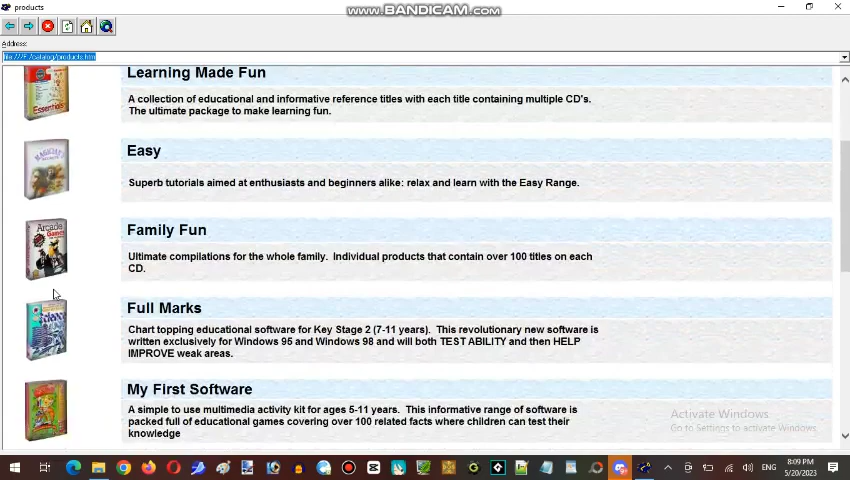 products
WWW.BANDICAM.COM
Address:
file:///F:/catalog/products.htm
Learning Made Fun
A collection of educational and informative reference titles with each title containing multiple CD's.
The ultimate package to make learning fun.
Essentials
Easy
Superb tutorials aimed at enthusiasts and beginners alike: relax and learn with the Easy Range.
Family Fun
Arcade
Games
Ultimate compilations for the whole family. Individual products that contain over 100 titles on each
CD.
Full Marks
Science
Chart topping educational software for Key Stage 2 (7-11 years). This revolutionary new software is
written exclusively for Windows 95 and Windows 98 and will both TEST ABILITY and then HELP
IMPROVE weak areas.
My First Software
A simple to use multimedia activity kit for ages 5-11 years. This informative range of software is
packed full of educational games covering over 100 related facts where children can test their
knowledge
Activate Windows
Go to Settings to activate Windows.
ENG
8:09 PM
5/20/2023